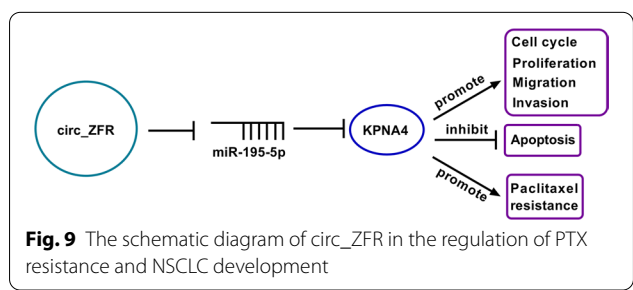 circ_ZFR
miR-195-5p
KPNA4
promote
Cell cycle
Proliferation
Migration
Invasion
inhibit
Apoptosis
promote
Paclitaxel
resistance
Fig. 9 The schematic diagram of circ_ZFR in the regulation of PTX
resistance and NSCLC development